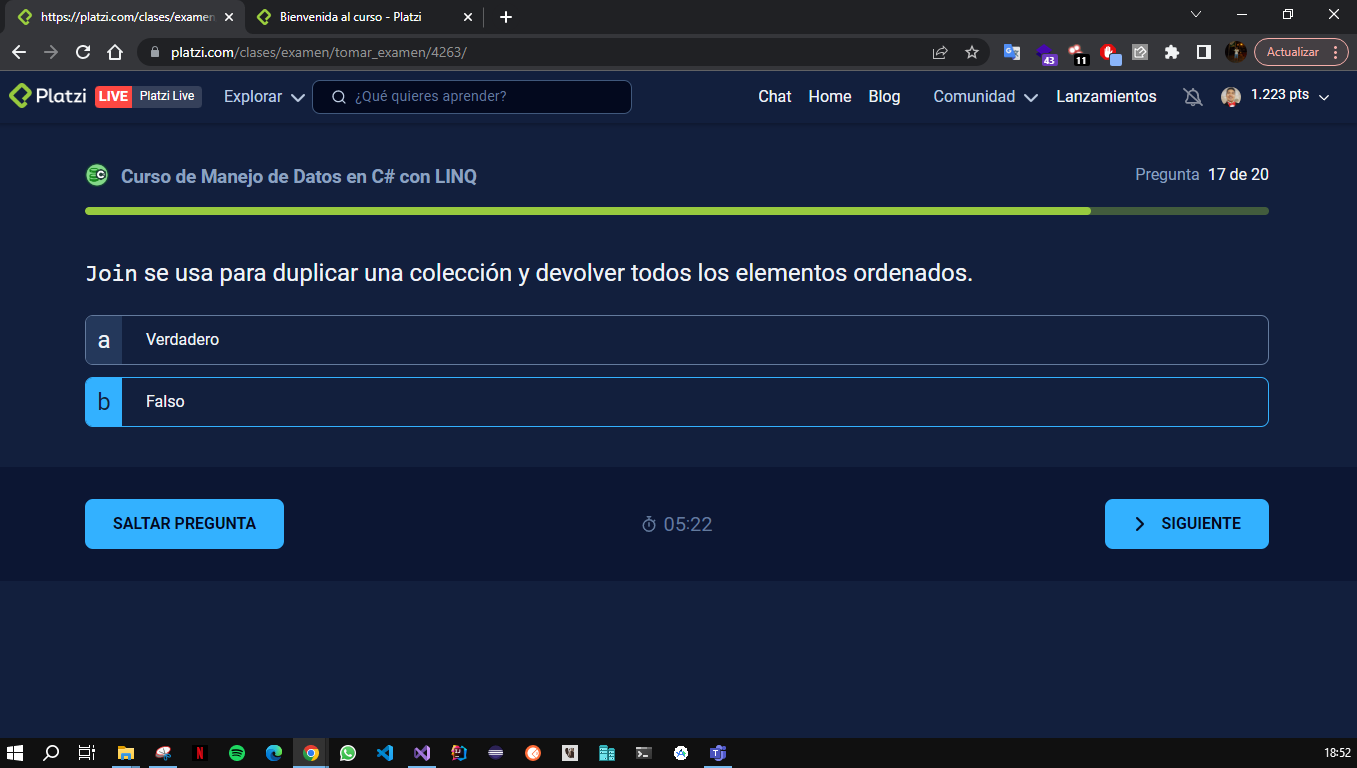 https://platzi.com/clases/examen
Bienvenida al curso - Platzi
platzi.com/clases/examen/tomar_examen/4263/
43
11
Actualizar
Platzi
LIVE Platzi Live
Explorar
¿Qué quieres aprender?
Chat
Home
Blog
Comunidad
Lanzamientos
1.223 pts
Curso de Manejo de Datos en C# con LINQ
Pregunta 17 de 20
Join se usa para duplicar una colección y devolver todos los elementos ordenados.
a Verdadero
b Falso
SALTAR PREGUNTA
05:22
SIGUIENTE
18:52